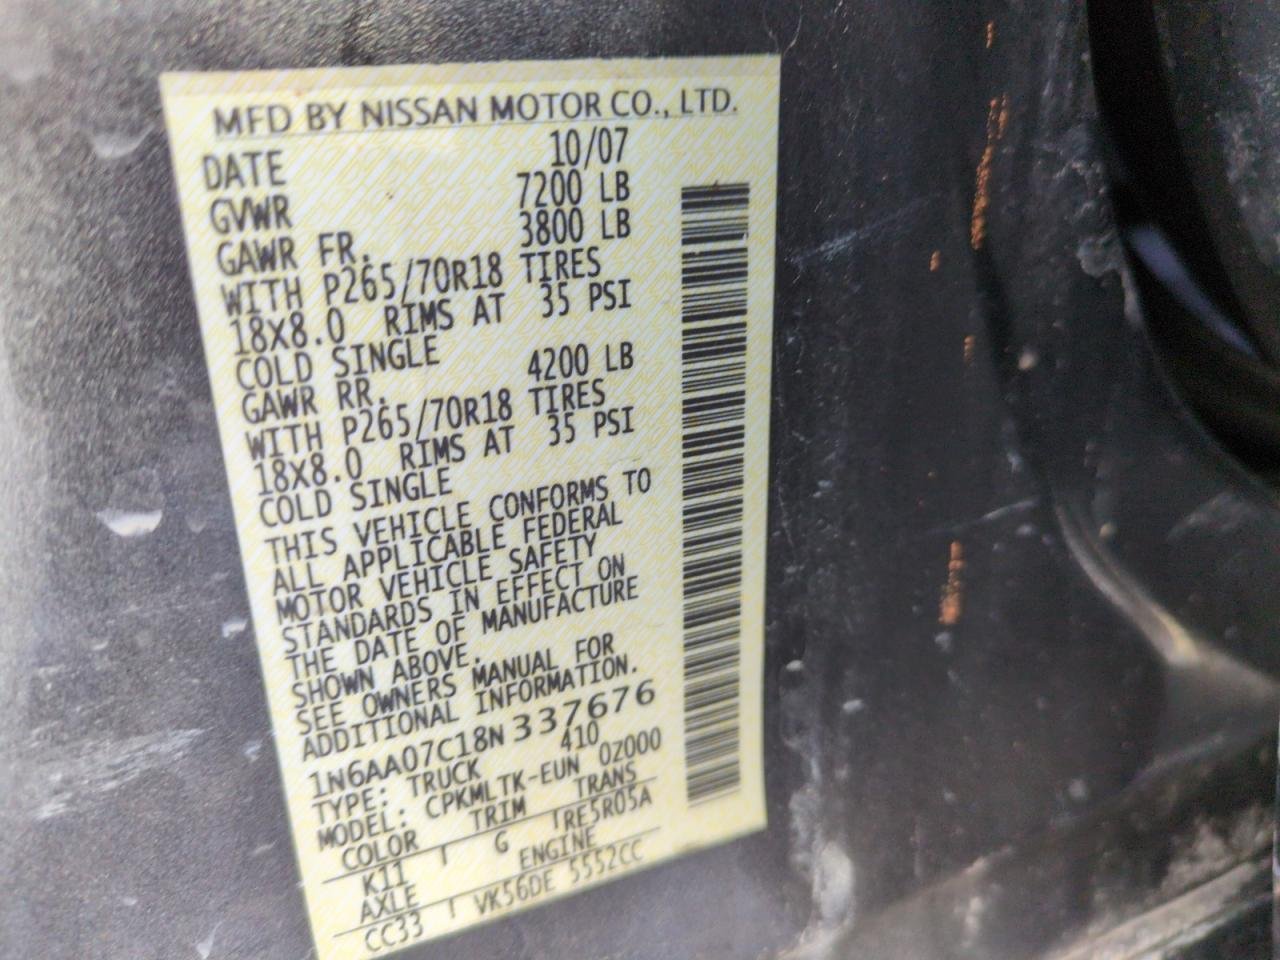 MFD BY NISSAN MOTOR CO., LTD.
DATE 10/07
GVWR 7200 LB
GAWR FR. 3800 LB
WITH P265/70R18 TIRES
18X8.0 RIMS AT 35 PSI
COLD SINGLE
GAWR RR. 4200 LB
WITH P265/70R18 TIRES
18X8.0 RIMS AT 35 PSI
COLD SINGLE
THIS VEHICLE CONFORMS TO
ALL APPLICABLE FEDERAL
MOTOR VEHICLE SAFETY
STANDARDS IN EFFECT ON
THE DATE OF MANUFACTURE
SHOWN ABOVE.
SEE OWNERS MANUAL FOR
ADDITIONAL INFORMATION.
1N6AA07C18N337676
TYPE: TRUCK 410
MODEL: CPKMLTK-EUN 0Z000
COLOR TRIM TRANS
K11 G RE5R05A
AXLE ENGINE
CC33 VK56DE 5552CC